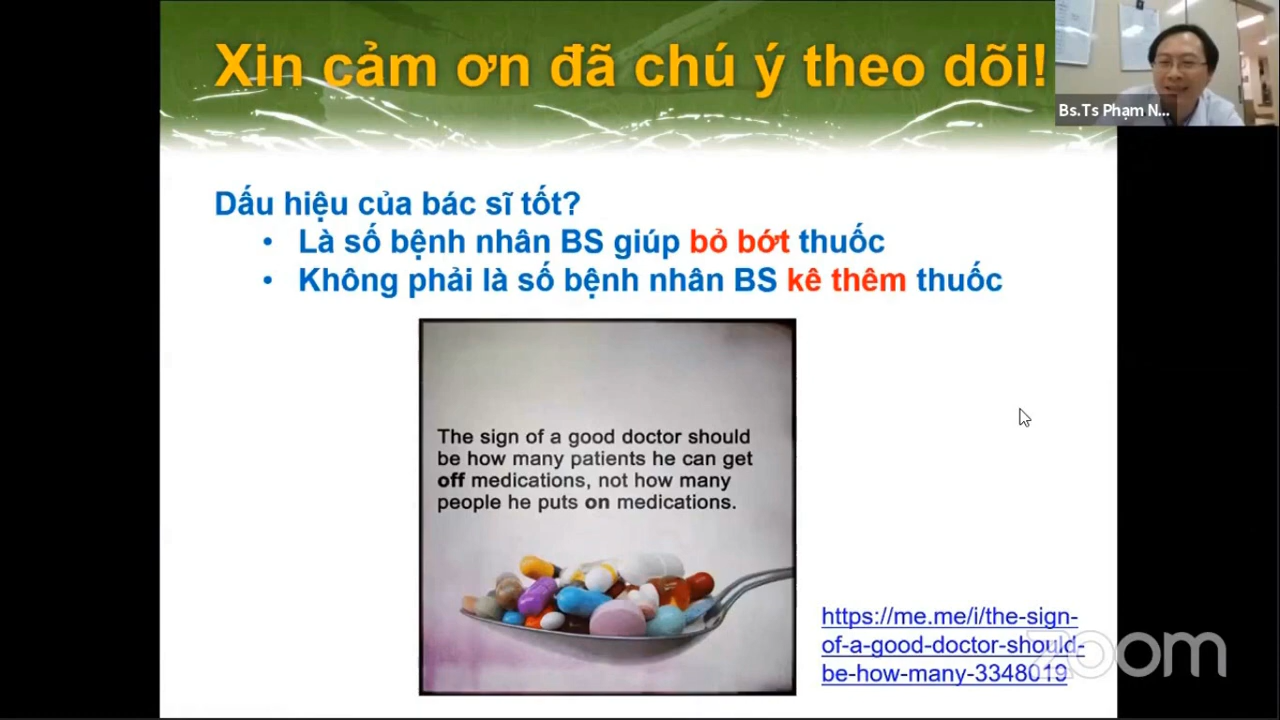 Xin cảm ơn đã chú ý theo dõi!
Bs.Ts Phạm N...
Dấu hiệu của bác sĩ tốt?
• Là số bệnh nhân BS giúp bỏ bớt thuốc
• Không phải là số bệnh nhân BS kê thêm thuốc
The sign of a good doctor should
be how many patients he can get
off medications, not how many
people he puts on medications.
https://me.me/i/the-sign-
of-a-good-doctor-should-
be-how-many-3348019
zoom